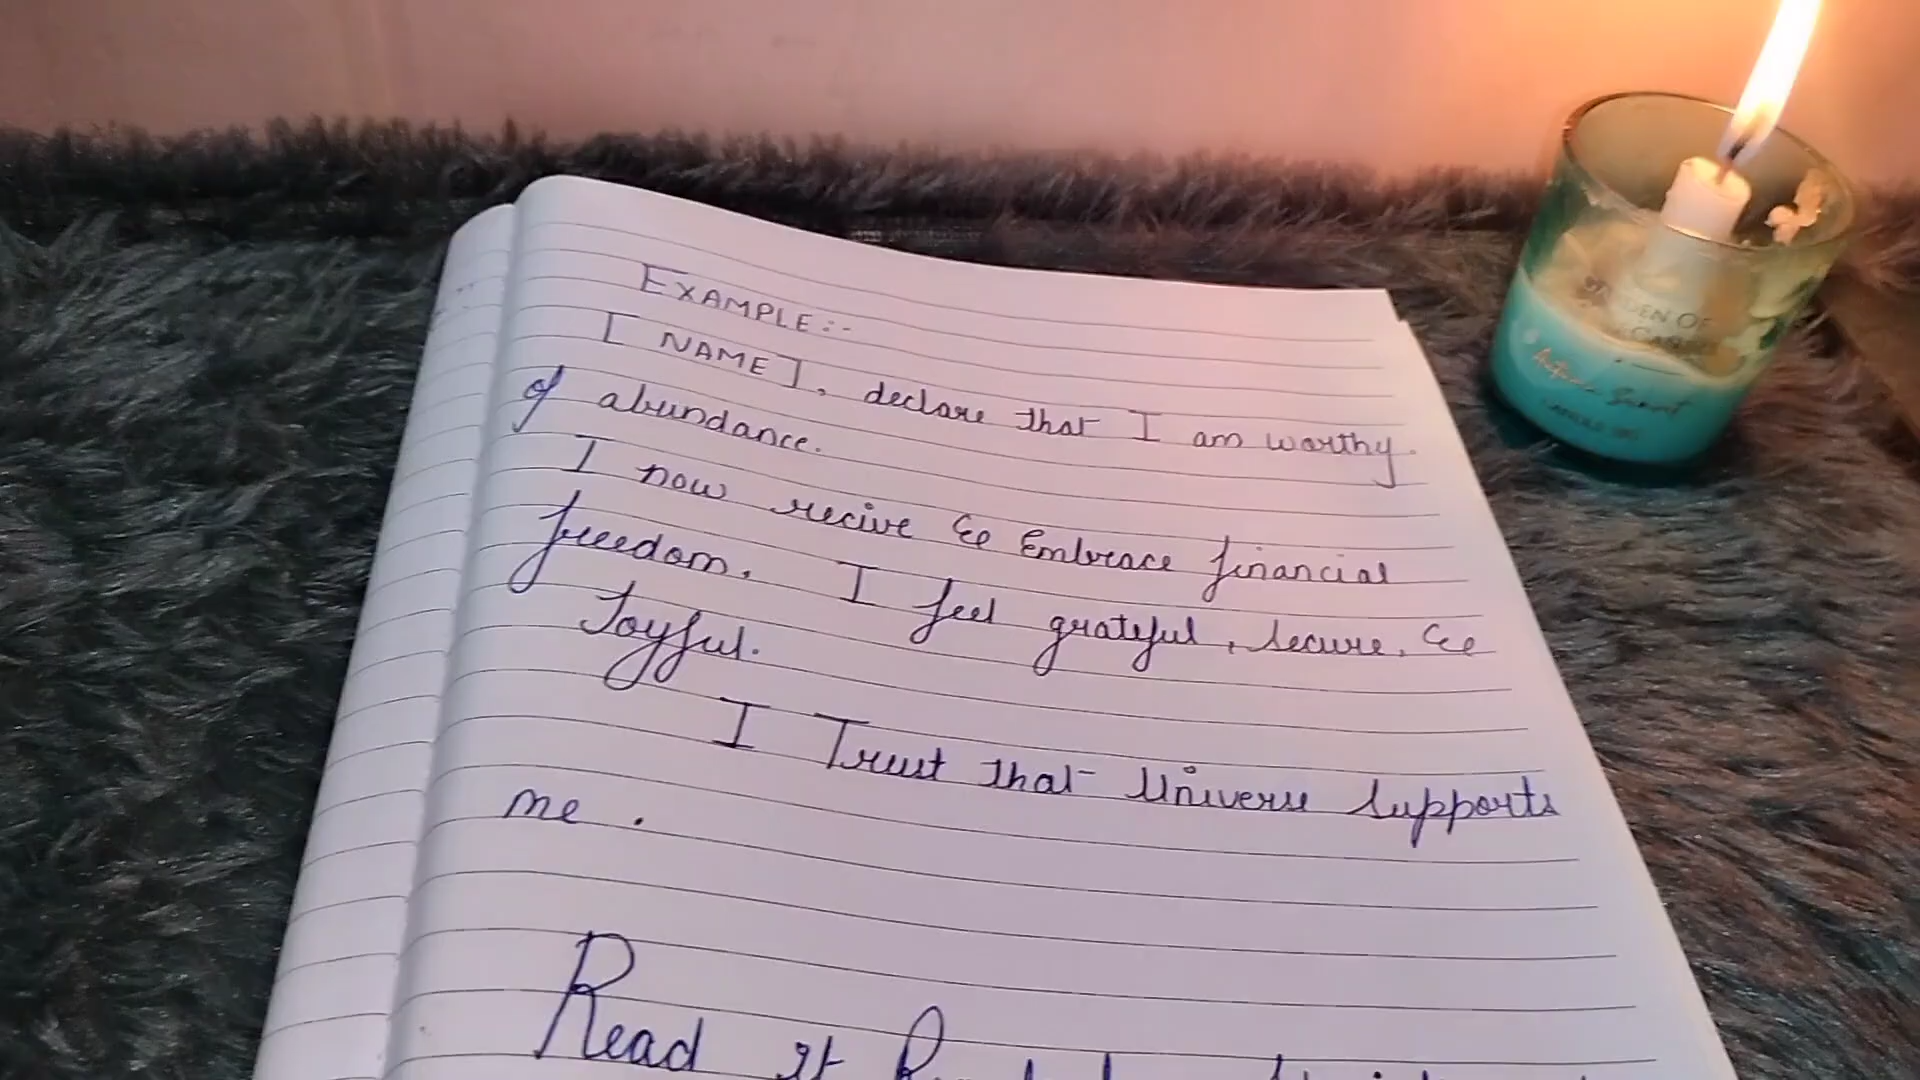 EXAMPLE:-
[NAME], declare that I am worthy
of abundance.
I now recive & Embrace financial
freedom. I feel grateful, secure, &
Joyful.
I Trust that Universe supports
me.
Read it